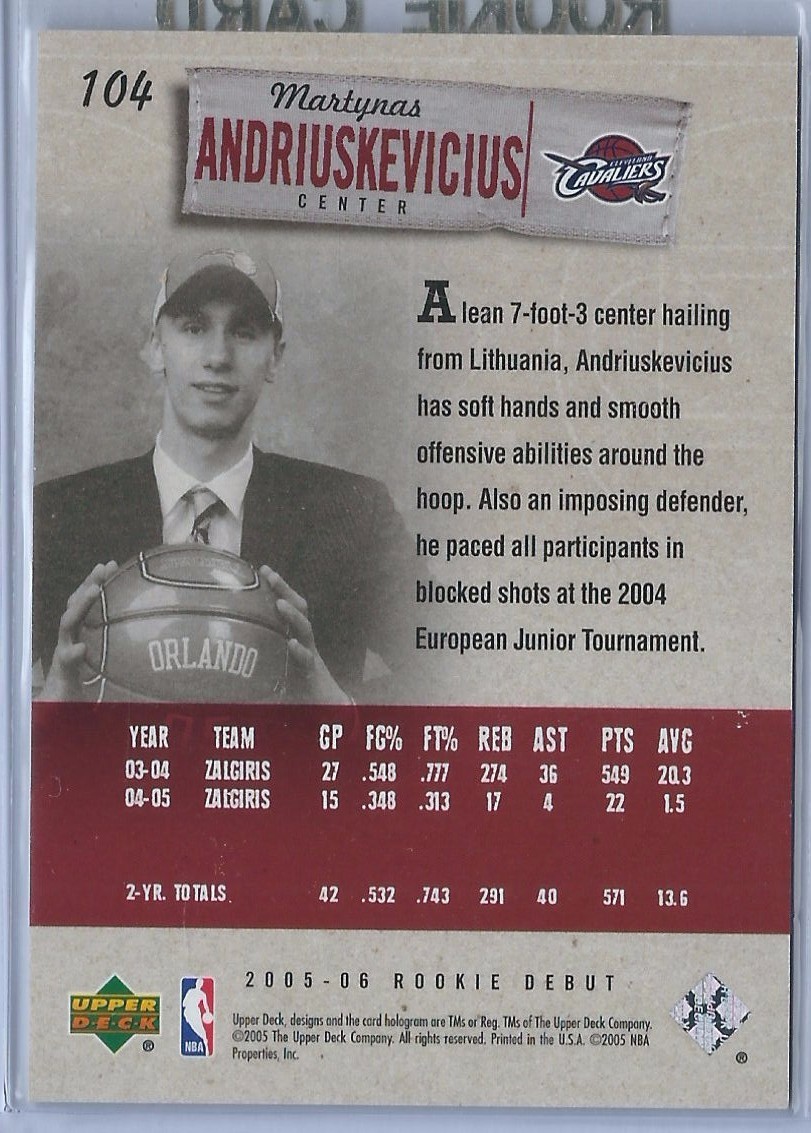 ROOKIE CARD
104
Martynas
ANDRIUSKEVICIUS
CENTER
CLEVELAND
CAVALIERS
A lean 7-foot-3 center hailing
from Lithuania, Andriuskevicius
has soft hands and smooth
offensive abilities around the
hoop. Also an imposing defender,
he paced all participants in
blocked shots at the 2004
European Junior Tournament.
ORLANDO
YEAR TEAM GP FG% FT% REB AST PTS AVG
03-04 ZALGIRIS 27 .548 .777 274 36 549 20.3
04-05 ZALGIRIS 15 .348 .313 17 4 22 1.5
2-YR. TOTALS 42 .532 .743 291 40 571 13.6
2005-06 ROOKIE DEBUT
UPPER
DECK
®
NBA
Upper Deck, designs and the card hologram are TMs or Reg. TMs of The Upper Deck Company.
©2005 The Upper Deck Company. All rights reserved. Printed in the U.S.A. ©2005 NBA
Properties, Inc.
®